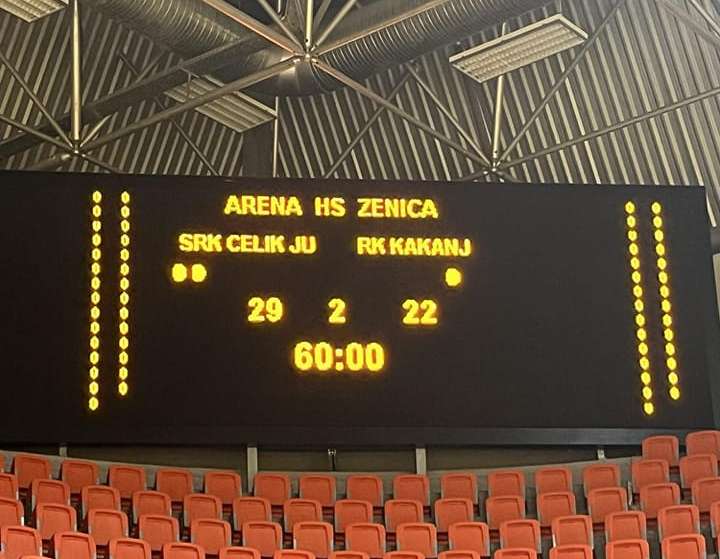 ARENA HS ZENICA
SRK CELIK JU RK KAKANJ
29 2 22
60:00